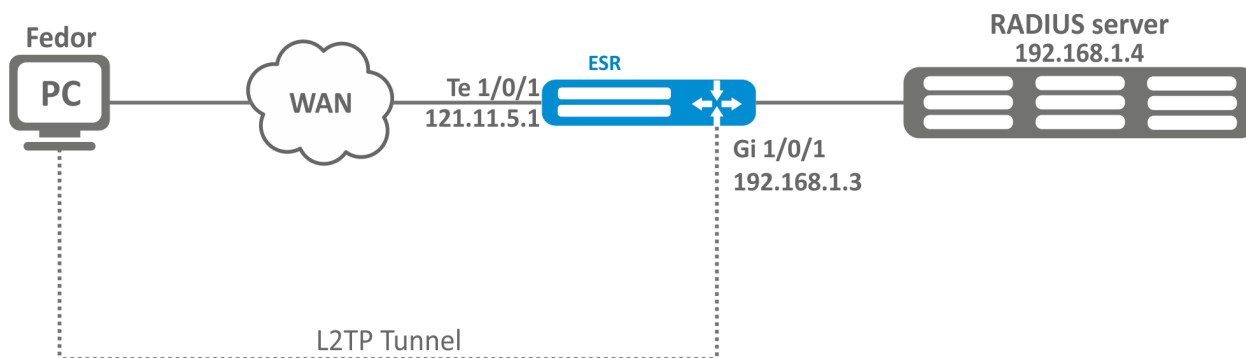 Fedor
PC
WAN
Te 1/0/1
121.11.5.1
ESR
Gi 1/0/1
192.168.1.3
RADIUS server
192.168.1.4
L2TP Tunnel